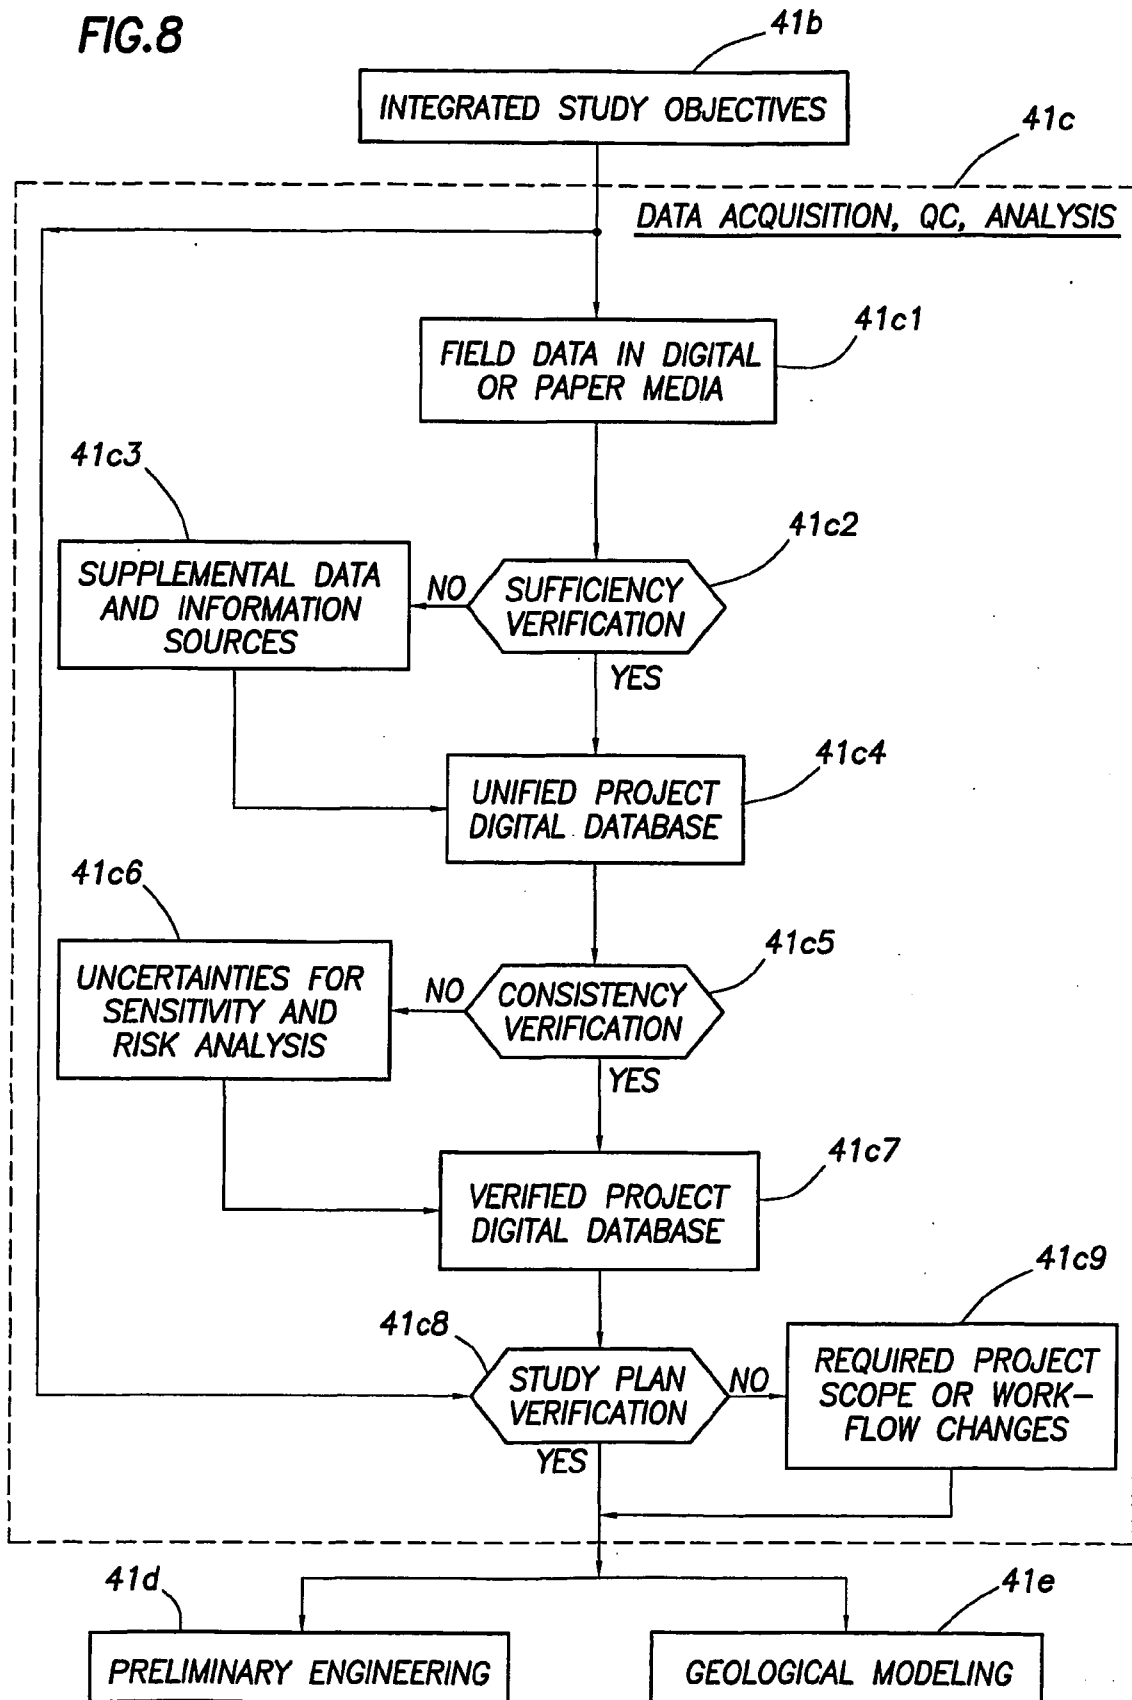 FIG.8
41b
INTEGRATED STUDY OBJECTIVES
41c
DATA ACQUISITION, QC, ANALYSIS
41c1
FIELD DATA IN DIGITAL
OR PAPER MEDIA
41c3
41c2
SUPPLEMENTAL DATA
AND INFORMATION
SOURCES
NO
SUFFICIENCY
VERIFICATION
YES
41c4
UNIFIED PROJECT
DIGITAL DATABASE
41c6
41c5
UNCERTAINTIES FOR
SENSITIVITY AND
RISK ANALYSIS
NO
CONSISTENCY
VERIFICATION
YES
41c7
VERIFIED PROJECT
DIGITAL DATABASE
41c9
41c8
STUDY PLAN
VERIFICATION
NO
REQUIRED PROJECT
SCOPE OR WORK-
FLOW CHANGES
YES
41d
41e
PRELIMINARY ENGINEERING
GEOLOGICAL MODELING